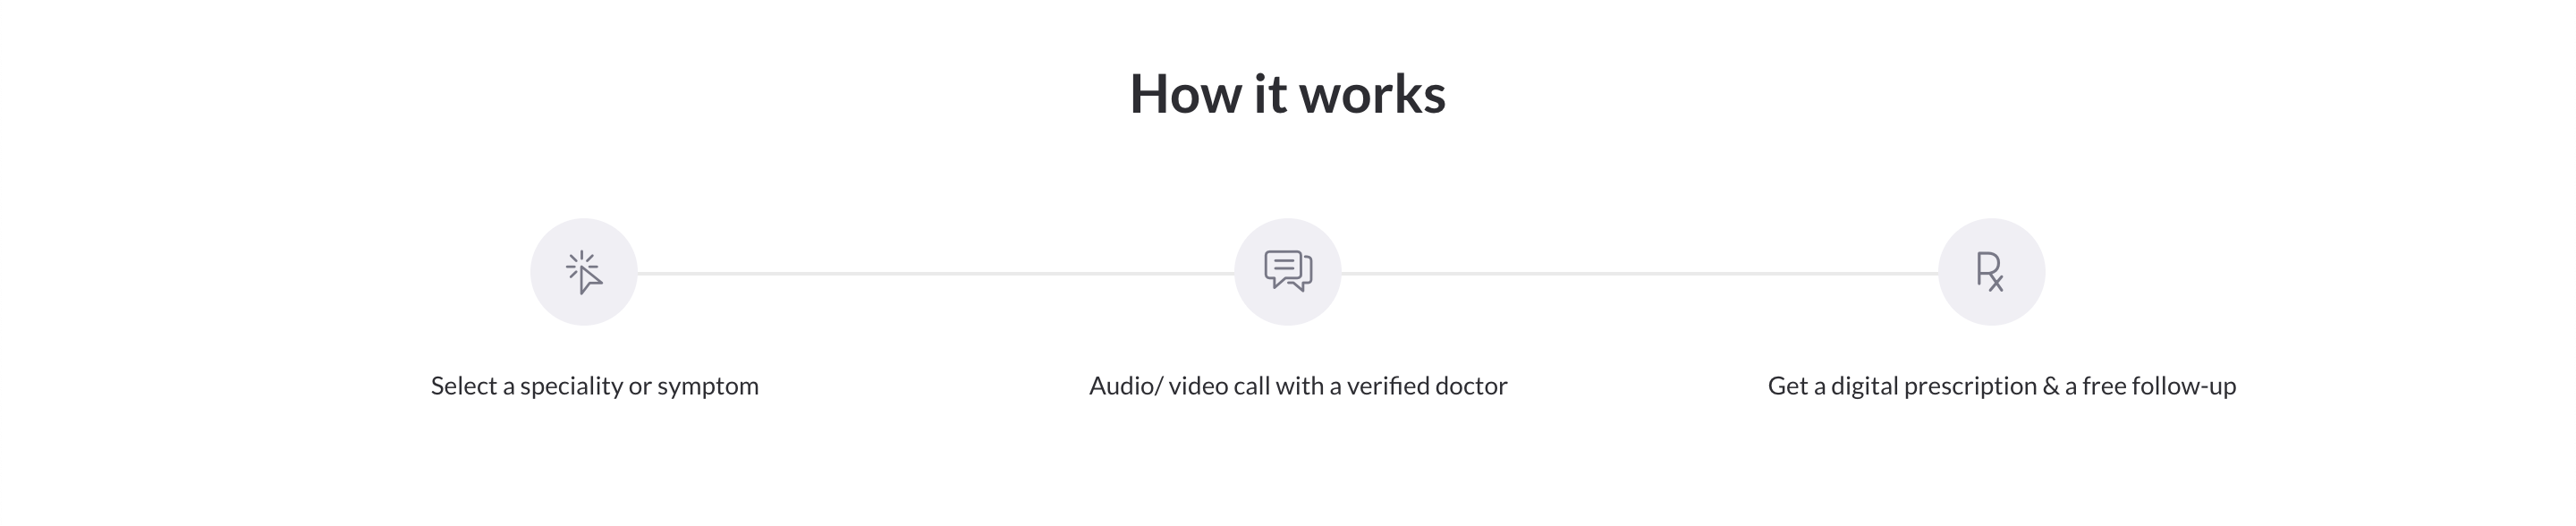 How it works
Select a speciality or symptom
Audio/ video call with a verified doctor
Get a digital prescription & a free follow-up